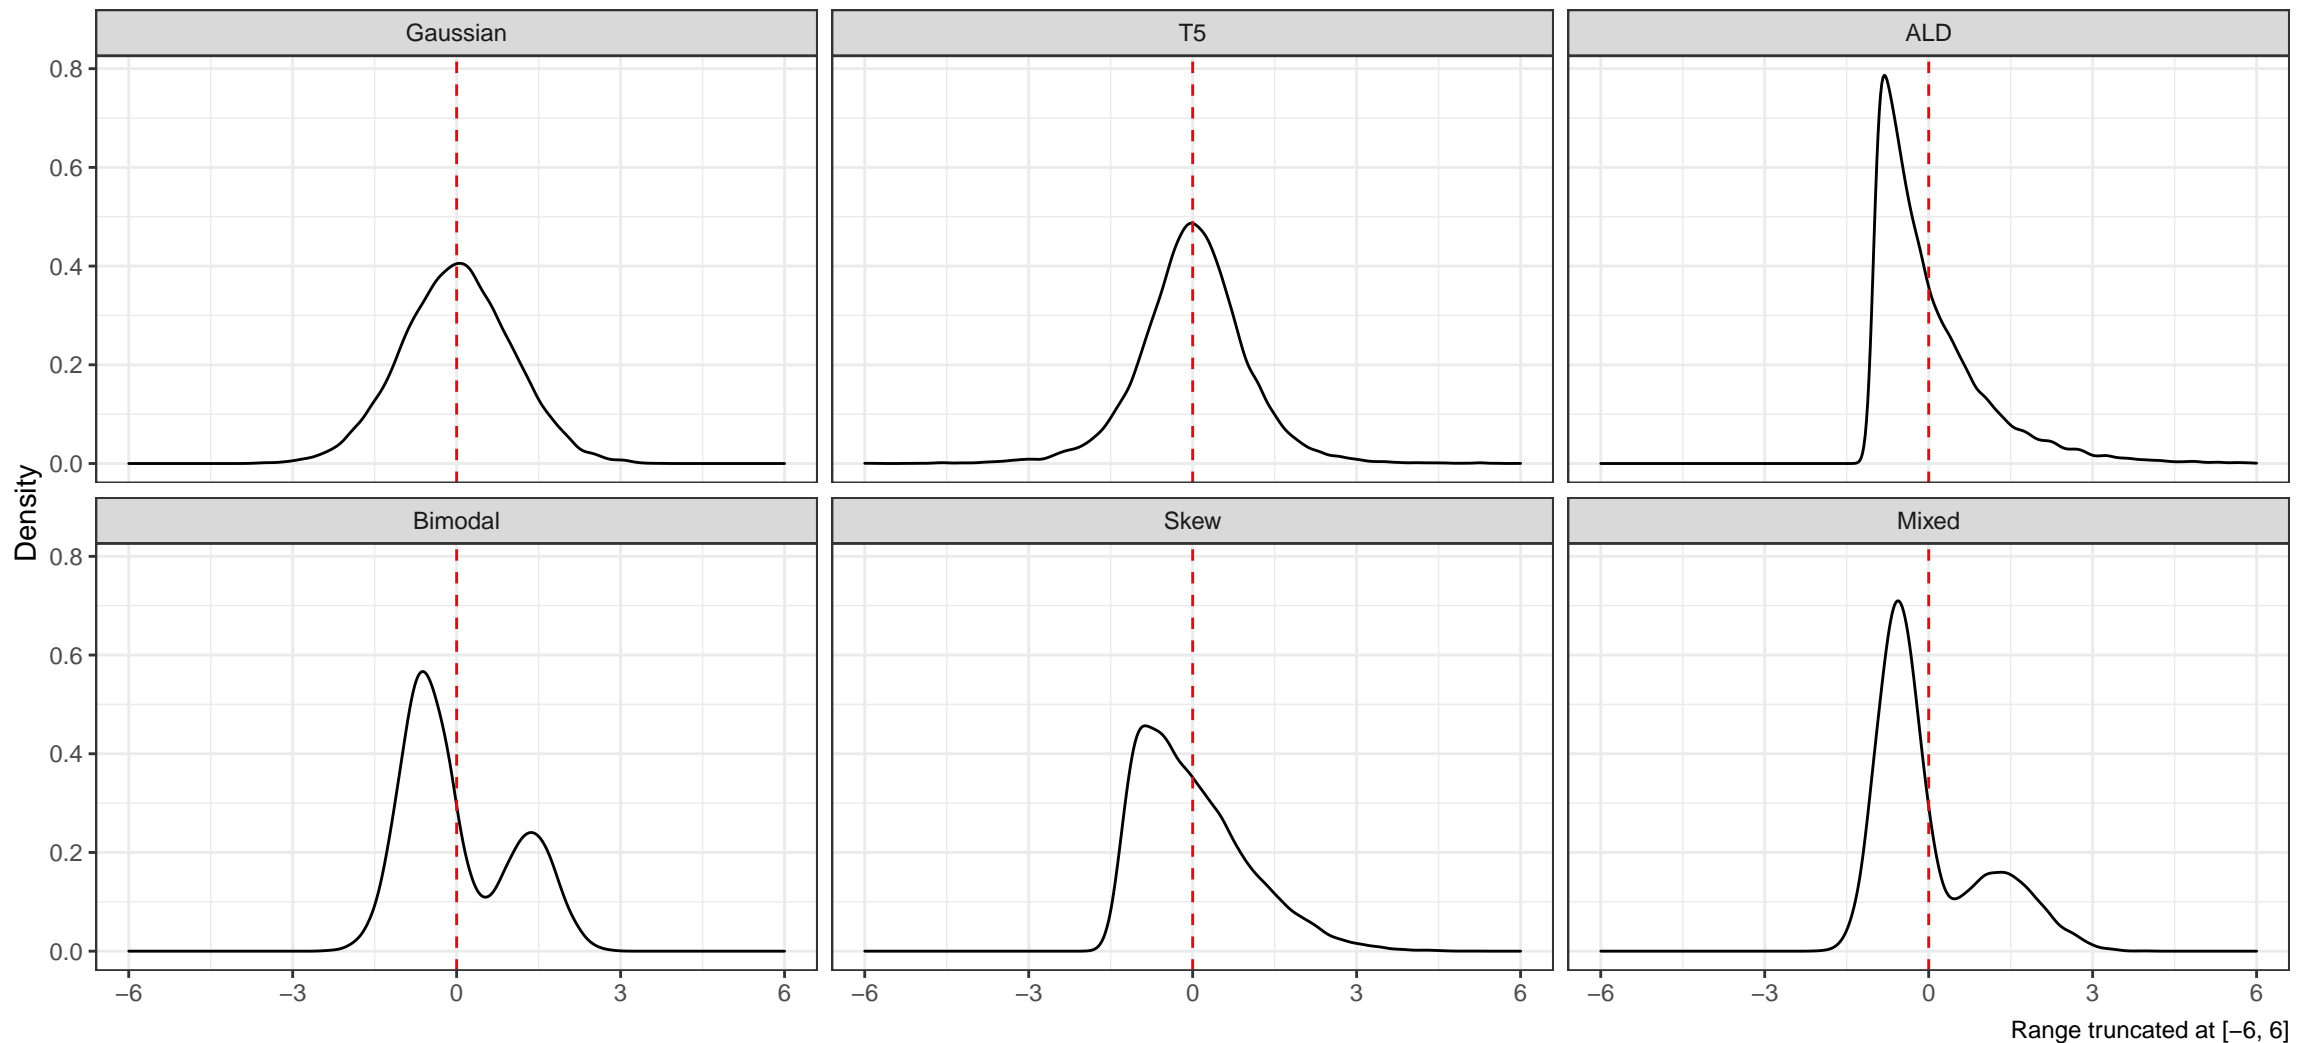 Gaussian T5 ALD
0.8
0.6
0.4
0.2
0.0
Density
Bimodal Skew Mixed
0.8
0.6
0.4
0.2
0.0
−6 −3 0 3 6 −6 −3 0 3 6 −6 −3 0 3 6
Range truncated at [−6, 6]